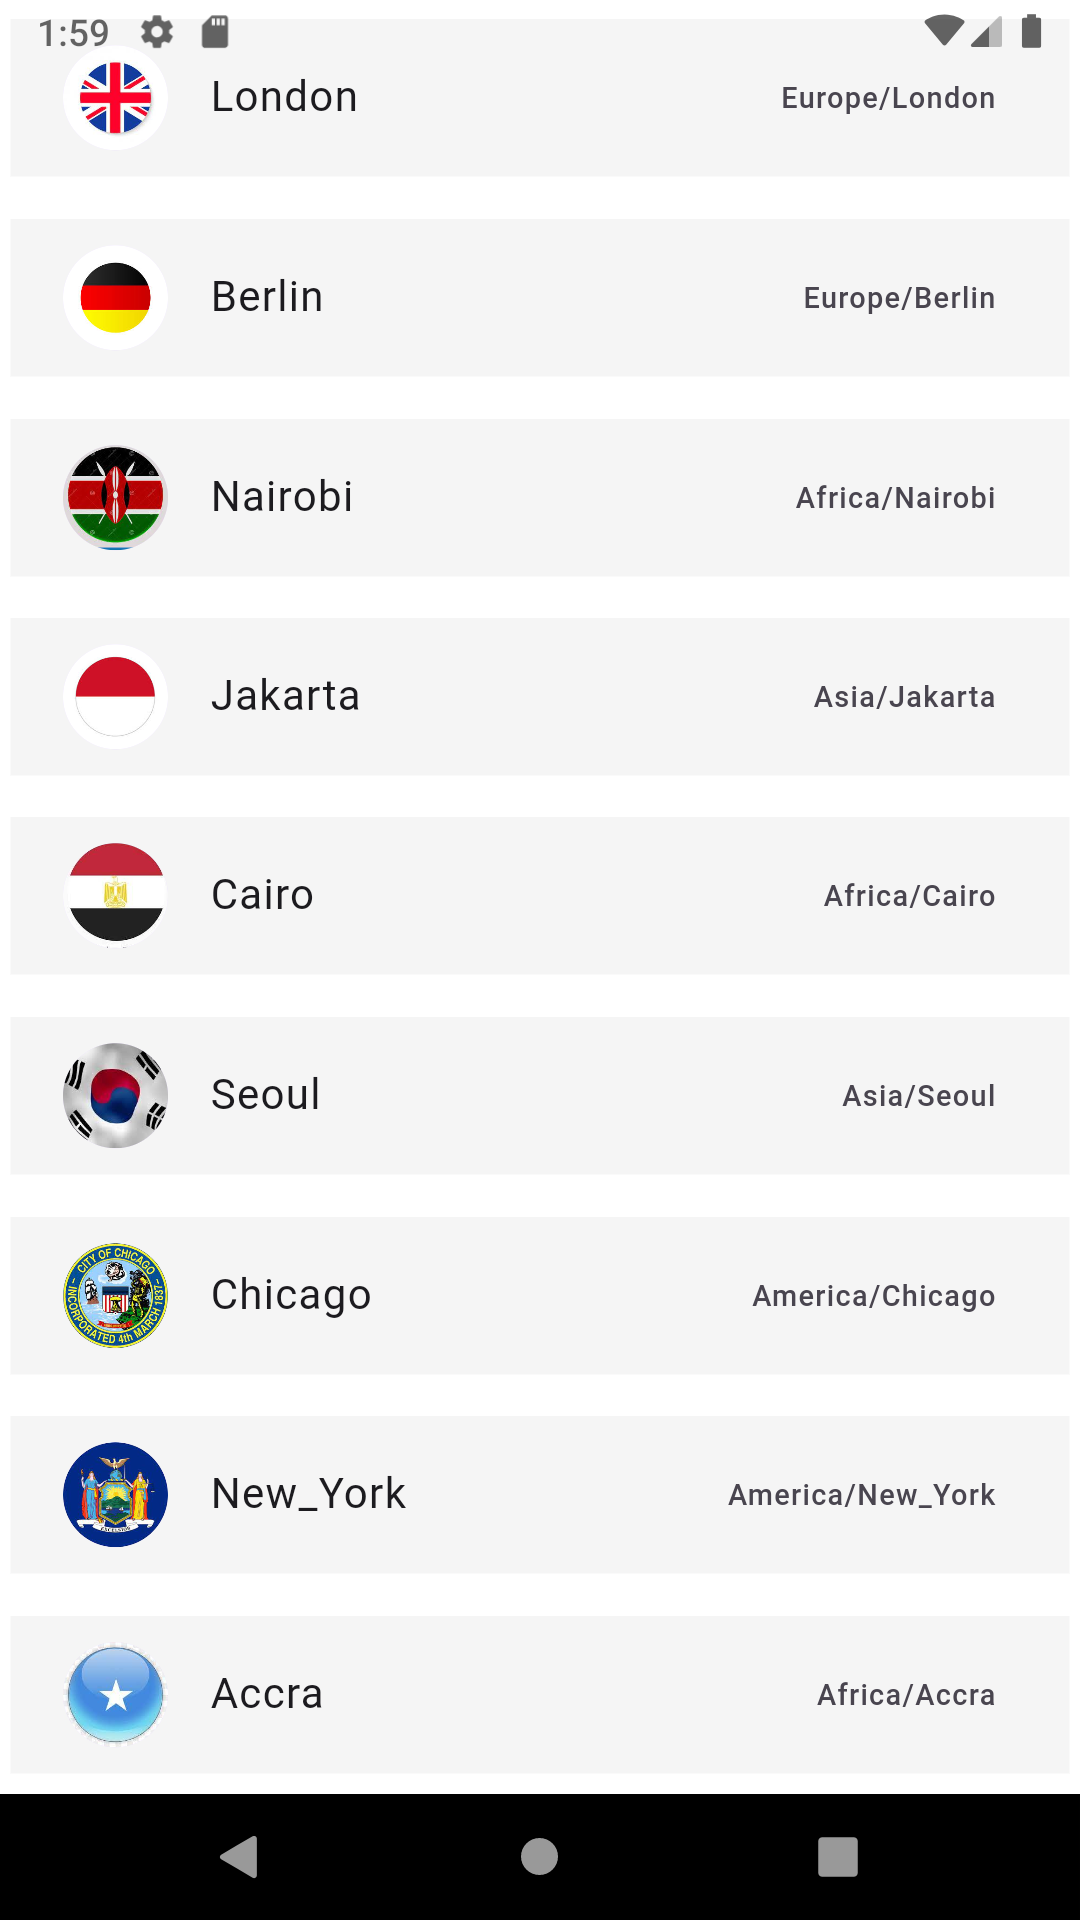 1:59
London Europe/London
Berlin Europe/Berlin
Nairobi Africa/Nairobi
Jakarta Asia/Jakarta
Cairo Africa/Cairo
Seoul Asia/Seoul
CITY OF CHICAGO
INCORPORATED 4th MARCH 1837
Chicago America/Chicago
New_York America/New_York
EXCELSIOR
Accra Africa/Accra